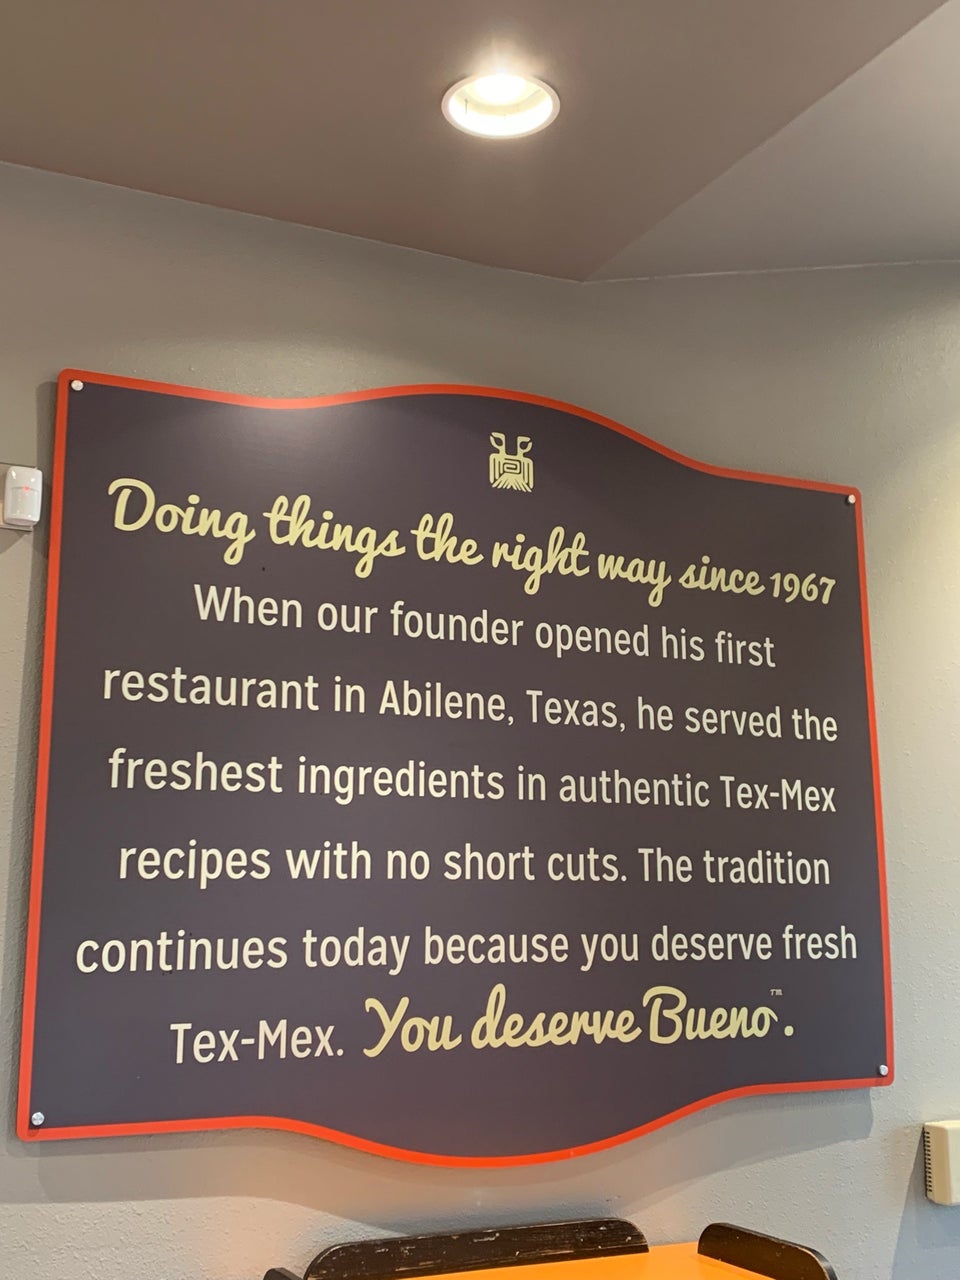 Doing things the right way since 1967
When our founder opened his first
restaurant in Abilene, Texas, he served the
freshest ingredients in authentic Tex-Mex
recipes with no short cuts. The tradition
continues today because you deserve fresh
Tex-Mex. You deserve Bueno™.